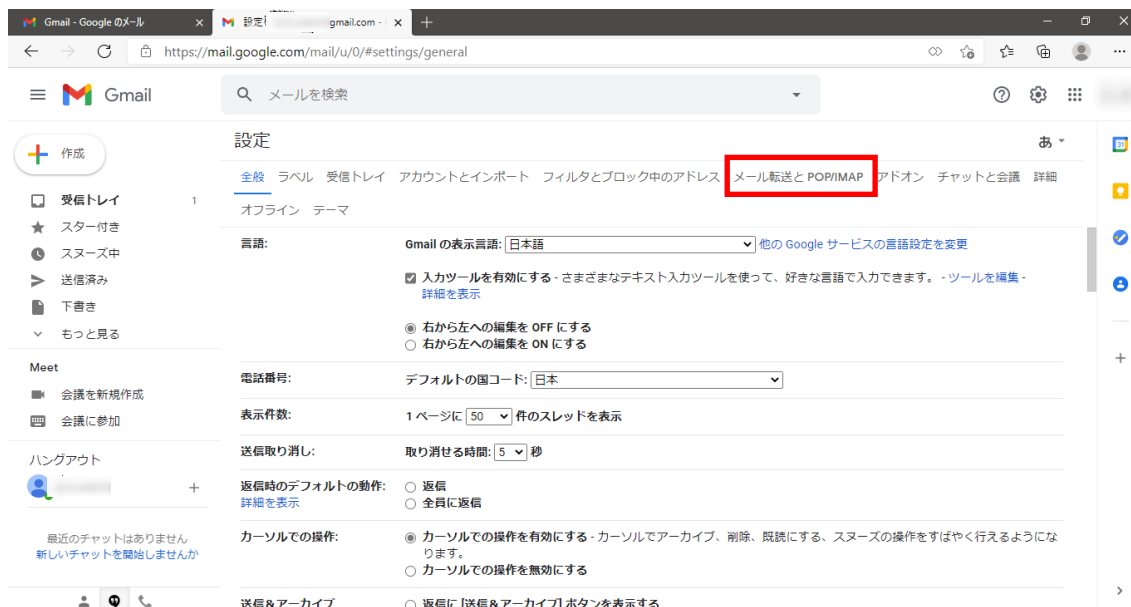 Gmail - Google のメール
設定
gmail.com -
https://mail.google.com/mail/u/0/#settings/general
Gmail
メールを検索
31
作成
設定
あ
全般 ラベル 受信トレイ アカウントとインポート フィルタとブロック中のアドレス メール転送と POP/IMAP アドオン チャットと会議 詳細
オフライン テーマ
受信トレイ 1
スター付き
スヌーズ中
送信済み
下書き
もっと見る
Meet
会議を新規作成
会議に参加
ハングアウト
最近のチャットはありません
新しいチャットを開始しませんか
言語:
Gmail の表示言語: 日本語 他の Google サービスの言語設定を変更
入力ツールを有効にする - さまざまなテキスト入力ツールを使って、好きな言語で入力できます。 - ツールを編集 -
詳細を表示
右から左への編集を OFF にする
右から左への編集を ON にする
電話番号: デフォルトの国コード: 日本
表示件数: 1 ページに 50 件のスレッドを表示
送信取り消し: 取り消せる時間: 5 秒
返信時のデフォルトの動作: 返信
詳細を表示 全員に返信
カーソルでの操作: カーソルでの操作を有効にする - カーソルでアーカイブ、削除、既読にする、スヌーズの操作をすばやく行えるようにな
ります。
カーソルでの操作を無効にする
送信&アーカイブ 返信に [送信&アーカイブ] ボタンを表示する